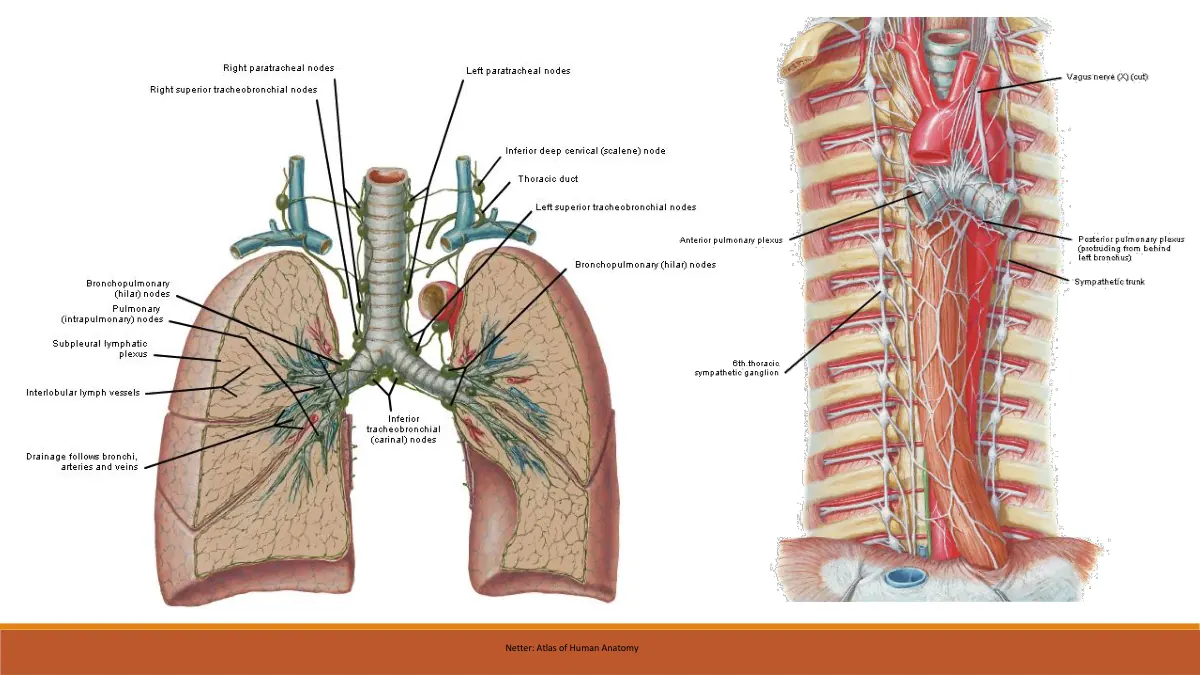 Right paratracheal nodes
Left paratracheal nodes
Right superior tracheobronchial nodes
Inferior deep cervical (scalene) node
Thoracic duct
Left superior tracheobronchial nodes
Bronchopulmonary (hilar) nodes
Bronchopulmonary
(hilar) nodes
Pulmonary
(intrapulmonary) nodes
Subpleural lymphatic
plexus
Interlobular lymph vessels
Drainage follows bronchi,
arteries and veins
Inferior
tracheobronchial
(carinal) nodes
Vagus nerve (X) (cut)
Anterior pulmonary plexus
Posterior pulmonary plexus
(protruding from behind
left bronchus)
Sympathetic trunk
6th thoracic
sympathetic ganglion
Netter: Atlas of Human Anatomy